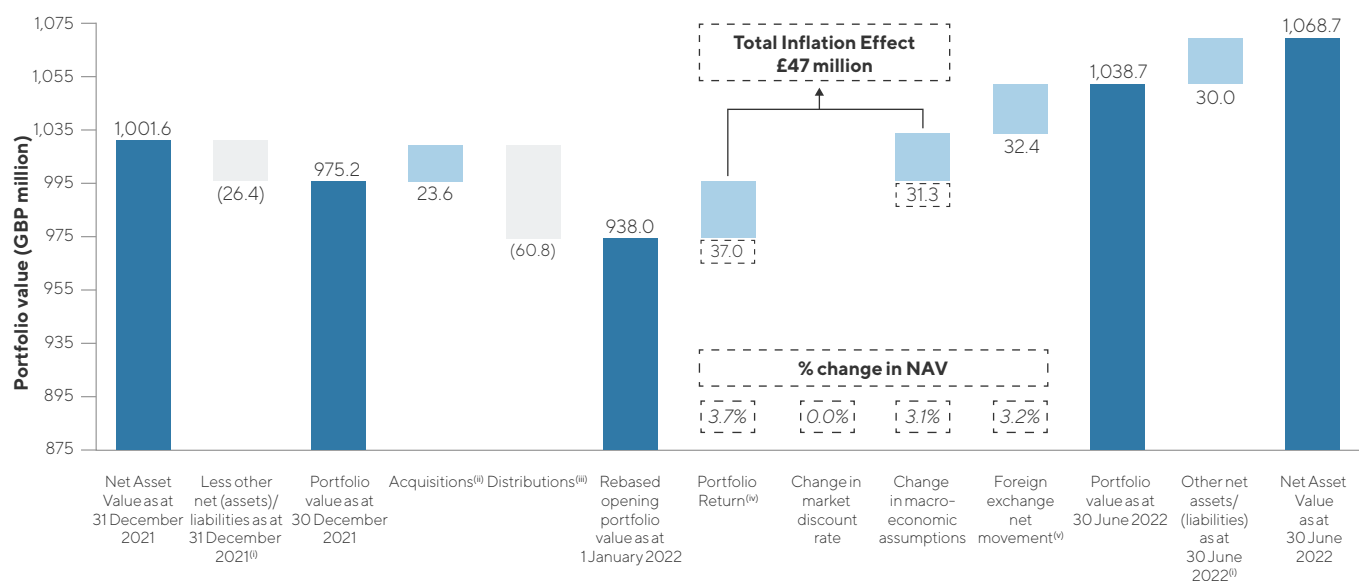 Portfolio value (GBP million)
1,075
1,055
1,035
995
975
955
935
895
875
1,001.6
(26.4)
975.2
23.6
(60.8)
938.0
37.0
31.3
32.4
1,038.7
30.0
1,068.7
Total Inflation Effect
£47 million
% change in NAV
3.7%
0.0%
3.1%
3.2%
Net Asset
Value as at
31 December
2021
Less other
net (assets)/
liabilities as at
31 December
2021(i)
Portfolio
value as at
30 December
2021
Acquisitions(ii)
Distributions(iii)
Rebased
opening
portfolio
value as at
1 January 2022
Portfolio
Return(iv)
Change in
market
discount
rate
Change
in macro-
economic
assumptions
Foreign
exchange
net
movement(v)
Portfolio
value as at
30 June 2022
Other net
assets/
(liabilities)
as at
30 June
2022(i)
Net Asset
Value
as at
30 June
2022